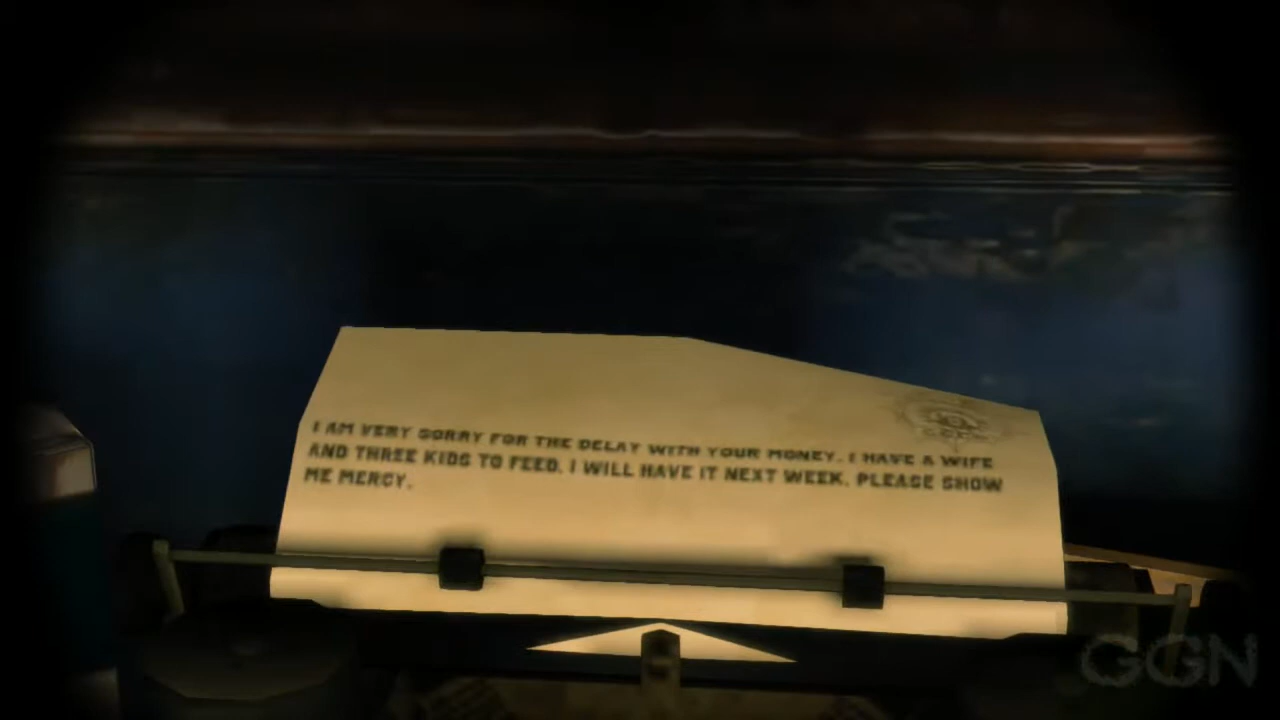 I AM VERY SORRY FOR THE DELAY WITH YOUR MONEY. I HAVE A WIFE
AND THREE KIDS TO FEED. I WILL HAVE IT NEXT WEEK. PLEASE SHOW
ME MERCY.
GGN